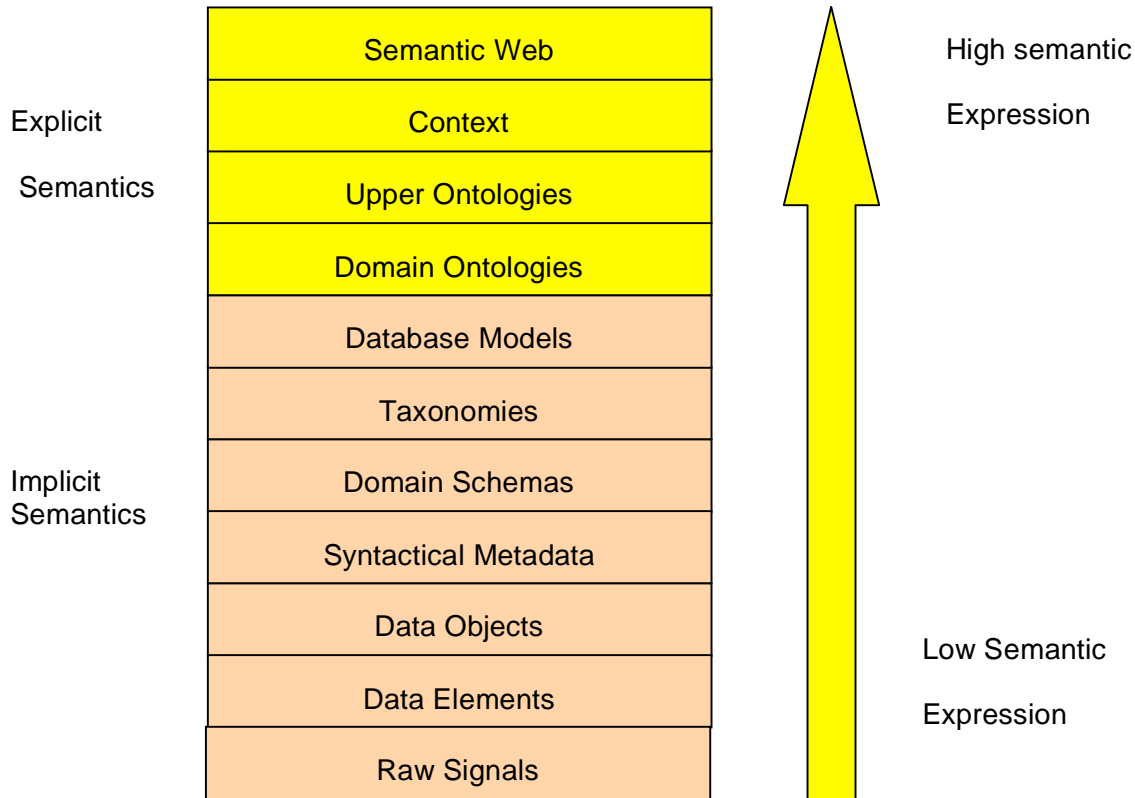 Semantic Web
High semantic
Explicit
Context
Expression
Semantics
Upper Ontologies
Domain Ontologies
Database Models
Taxonomies
Implicit
Semantics
Domain Schemas
Syntactical Metadata
Data Objects
Low Semantic
Data Elements
Expression
Raw Signals